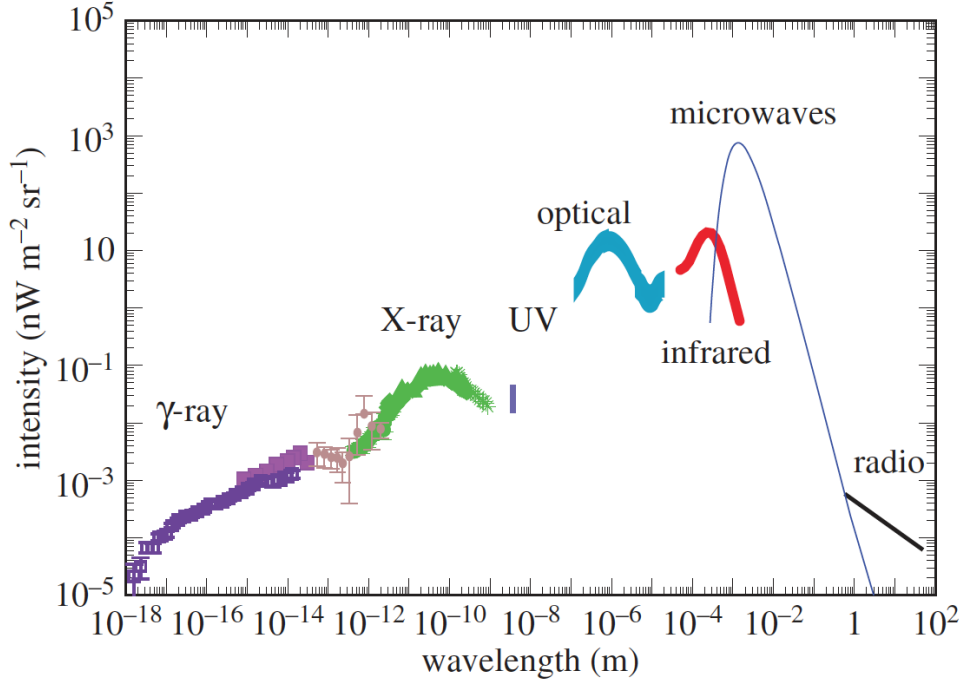 10⁵
10³
10
10⁻¹
10⁻³
10⁻⁵
intensity (nW m⁻² sr⁻¹)
microwaves
optical
X-ray
UV
infrared
γ-ray
radio
10⁻¹⁸ 10⁻¹⁶ 10⁻¹⁴ 10⁻¹² 10⁻¹⁰ 10⁻⁸ 10⁻⁶ 10⁻⁴ 10⁻² 1 10²
wavelength (m)